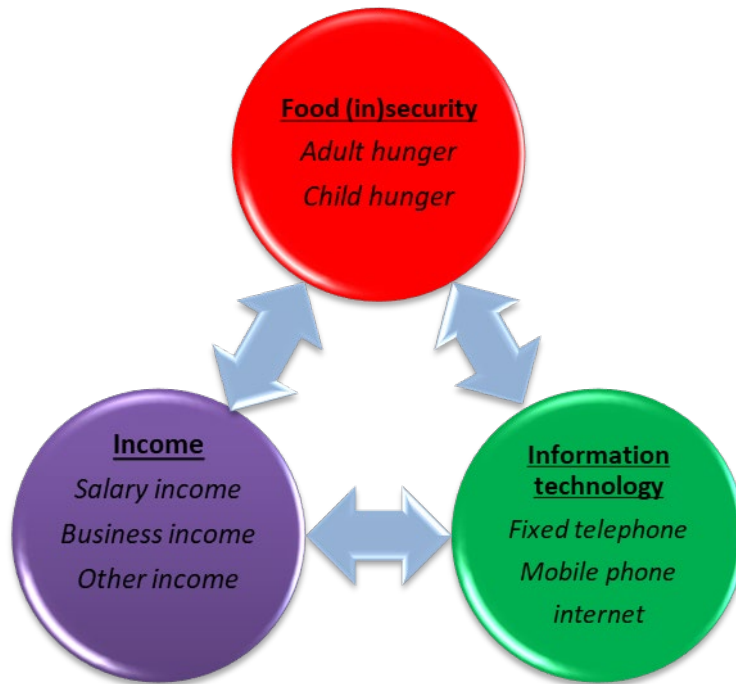 Food (in)security
Adult hunger
Child hunger
Income
Salary income
Business income
Other income
Information
technology
Fixed telephone
Mobile phone
internet